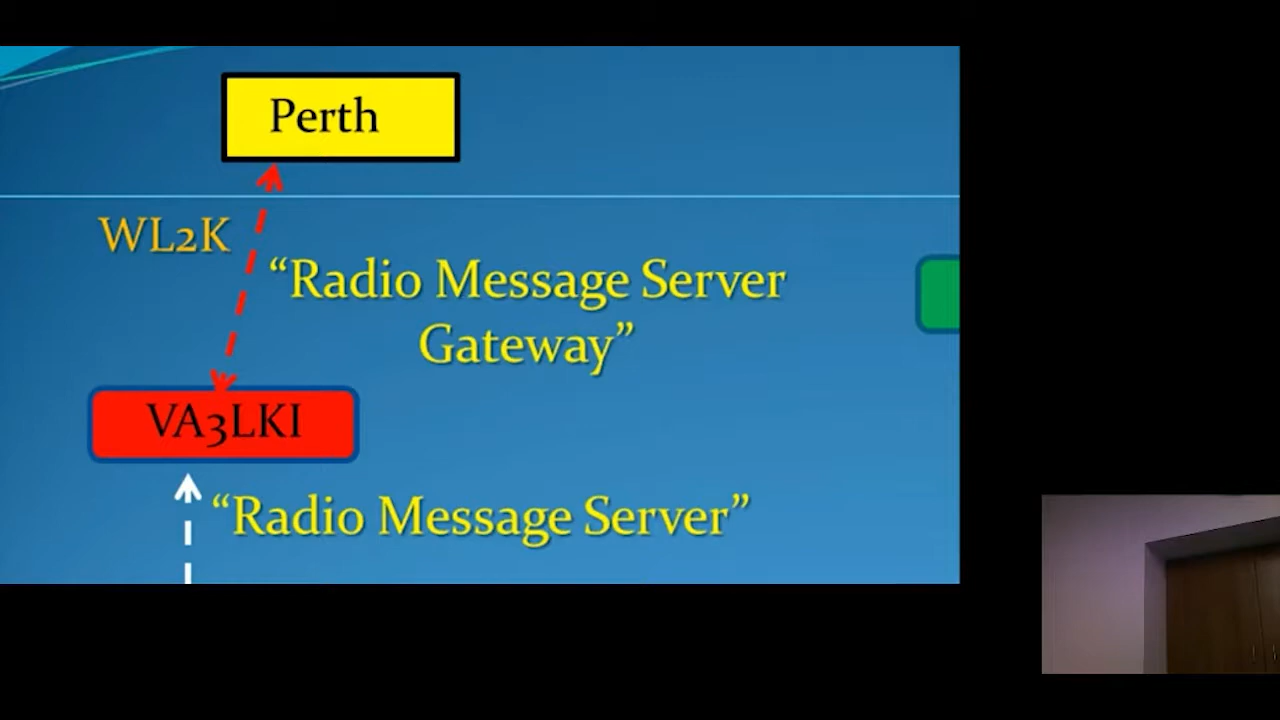 Perth
WL2K
“Radio Message Server
Gateway”
VA3LKI
“Radio Message Server”